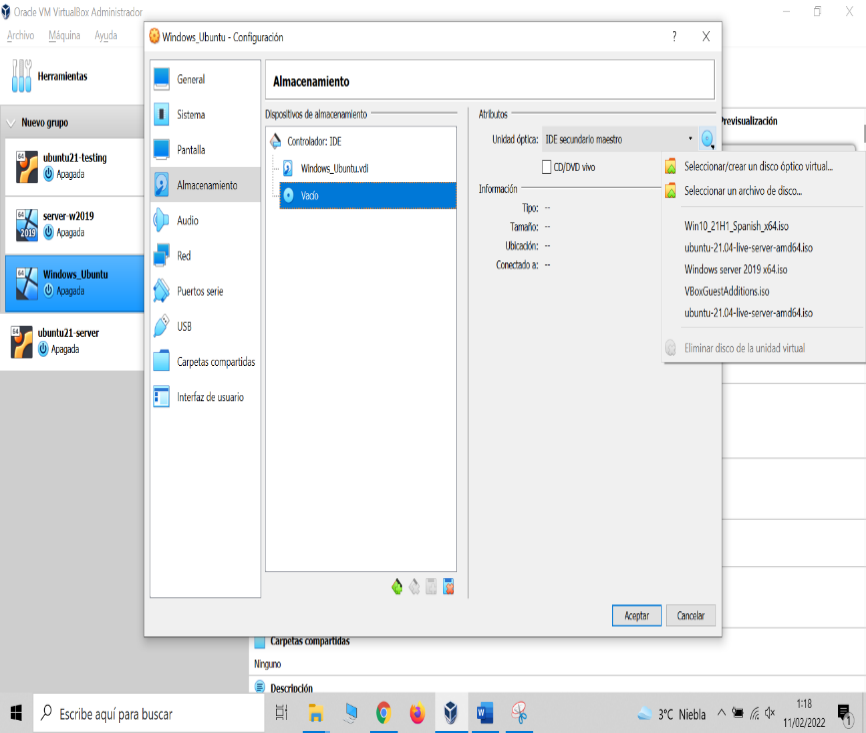 Oracle VM VirtualBox Administrador
Archivo Máquina Ayuda
Herramientas
Nuevo grupo
64
ubuntu21-testing
Apagada
64
2019
server-w2019
Apagada
64
Windows_Ubuntu
Apagada
64
ubuntu21-server
Apagada
Windows_Ubuntu - Configuración
? X
General
Sistema
Pantalla
Almacenamiento
Audio
Red
Puertos serie
USB
Carpetas compartidas
Interfaz de usuario
Almacenamiento
Dispositivos de almacenamiento
Controlador: IDE
Windows_Ubuntu.vdi
Vacío
Atributos
Unidad óptica: IDE secundario maestro
CD/DVD vivo
Información
Tipo: --
Tamaño: --
Ubicación: --
Conectado a: --
Previsualización
Seleccionar/crear un disco óptico virtual...
Seleccionar un archivo de disco...
Win10_21H1_Spanish_x64.iso
ubuntu-21.04-live-server-amd64.iso
Windows server 2019 x64.iso
VBoxGuestAdditions.iso
ubuntu-21.04-live-server-amd64.iso
Eliminar disco de la unidad virtual
Aceptar Cancelar
Carpetas compartidas
Ninguno
Descripción
Escribe aquí para buscar
3°C Niebla
1:18
11/02/2022
1